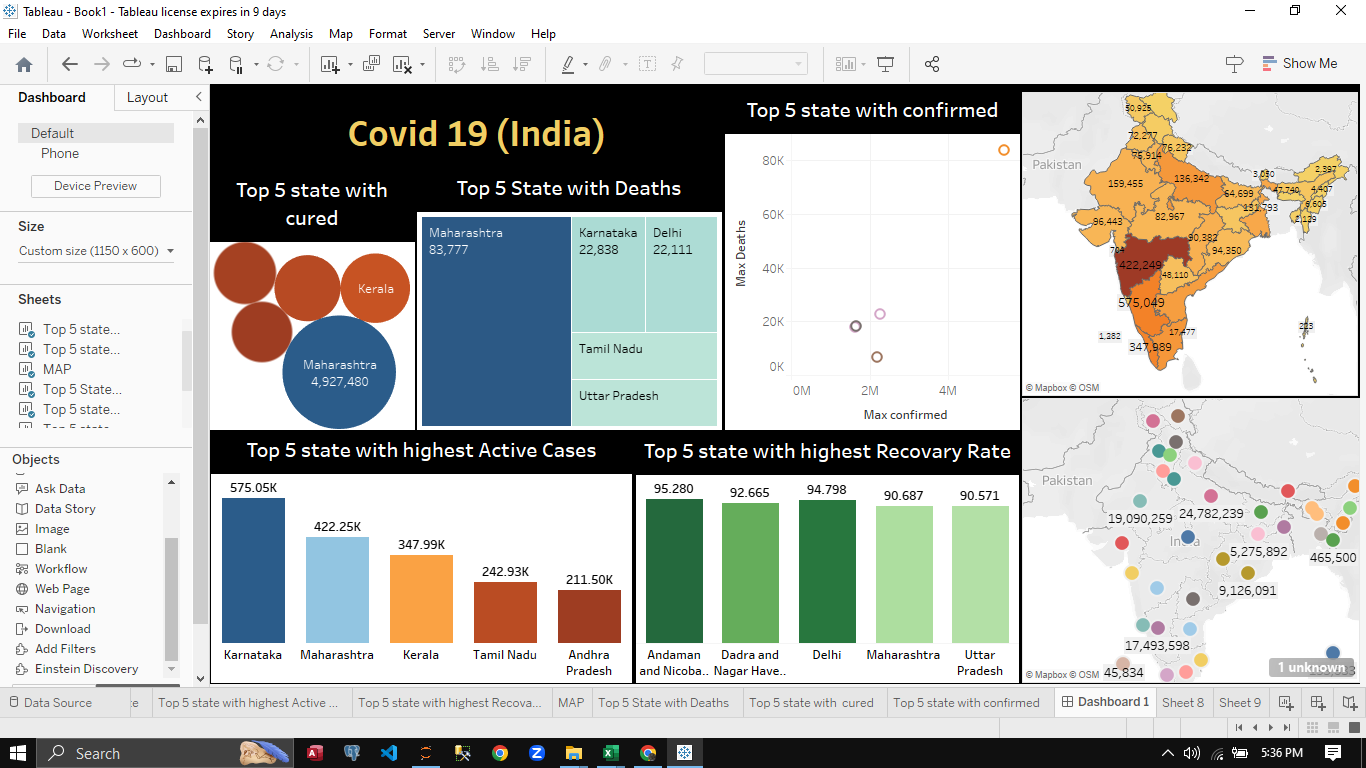 Tableau - Book1 - Tableau license expires in 9 days
File Data Worksheet Dashboard Story Analysis Map Format Server Window Help
Show Me
Dashboard Layout
Default
Phone
Device Preview
Size
Custom size (1150 x 600)
Sheets
Top 5 state...
Top 5 state...
MAP
Top 5 State...
Top 5 state...
Objects
Ask Data
Data Story
Image
Blank
Workflow
Web Page
Navigation
Download
Add Filters
Einstein Discovery
Covid 19 (India)
Top 5 state with
cured
Kerala
Maharashtra
4,927,480
Top 5 State with Deaths
Maharashtra
83,777
Karnataka
22,838
Delhi
22,111
Tamil Nadu
Uttar Pradesh
Top 5 state with confirmed
Max Deaths
80K
60K
40K
20K
0K
0M 2M 4M
Max confirmed
50,925
72,277
76,232
75,914
Pakistan
159,455
136,342
3,050
2,397
64,699
47,740
4,407
9,605
131,793
96,443
82,967
2,129
90,382
94,350
422,249
48,110
575,049
1,282
17,477
347,989
223
© Mapbox © OSM
Top 5 state with highest Active Cases
575.05K
422.25K
347.99K
242.93K
211.50K
Karnataka
Maharashtra
Kerala
Tamil Nadu
Andhra
Pradesh
Top 5 state with highest Recovary Rate
95.280
92.665
94.798
90.687
90.571
Andaman
and Nicoba..
Dadra and
Nagar Have..
Delhi
Maharashtra
Uttar
Pradesh
Pakistan
19,090,259
24,782,239
India
5,275,892
465,500
9,126,091
17,493,598
45,834
1 unknown
© Mapbox © OSM
Data Source
Top 5 state with highest Active ...
Top 5 state with highest Recova...
MAP
Top 5 State with Deaths
Top 5 state with cured
Top 5 state with confirmed
Dashboard 1
Sheet 8
Sheet 9
Search
5:36 PM